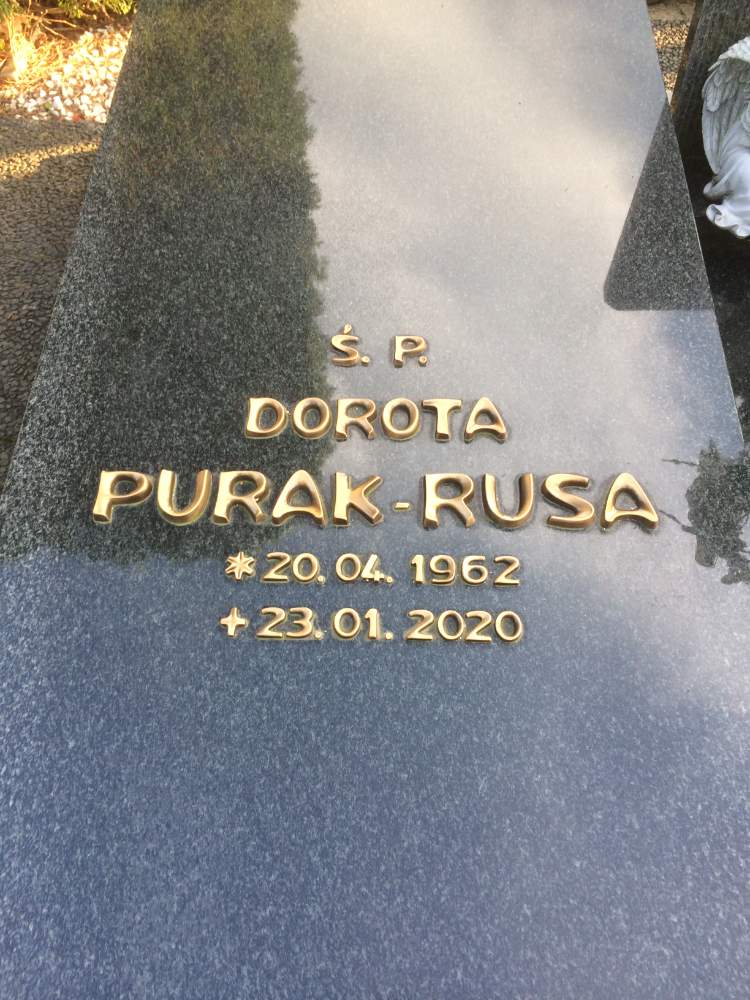 Ś. P.
DOROTA
PURAK-RUSA
* 20. 04. 1962
+ 23. 01. 2020